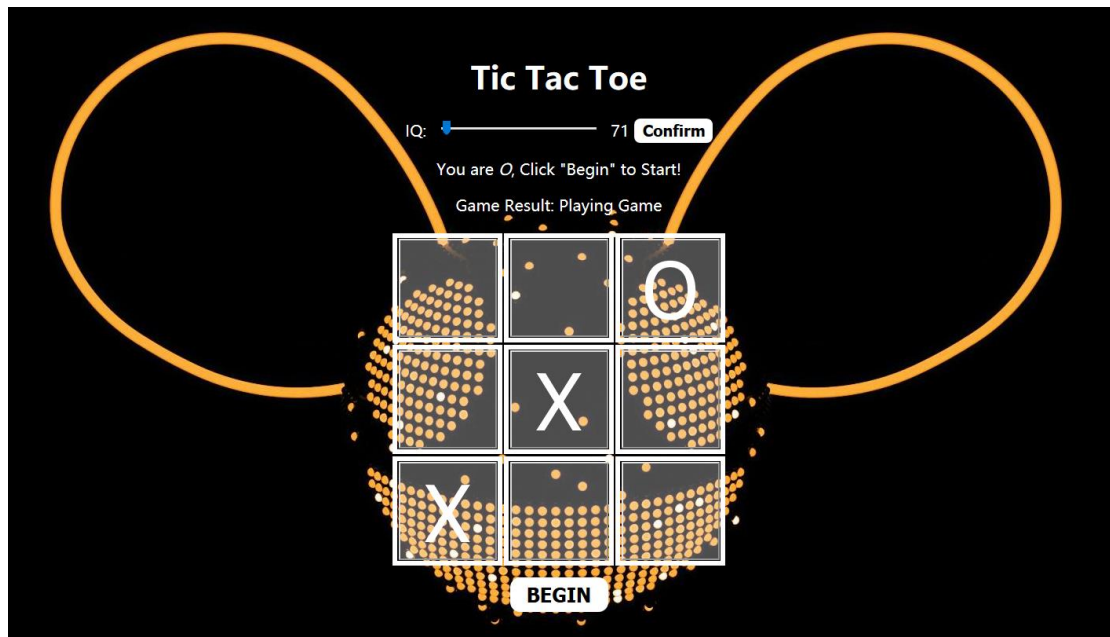 Tic Tac Toe
IQ: 71 Confirm
You are O, Click "Begin" to Start!
Game Result: Playing Game
O
X
X
BEGIN